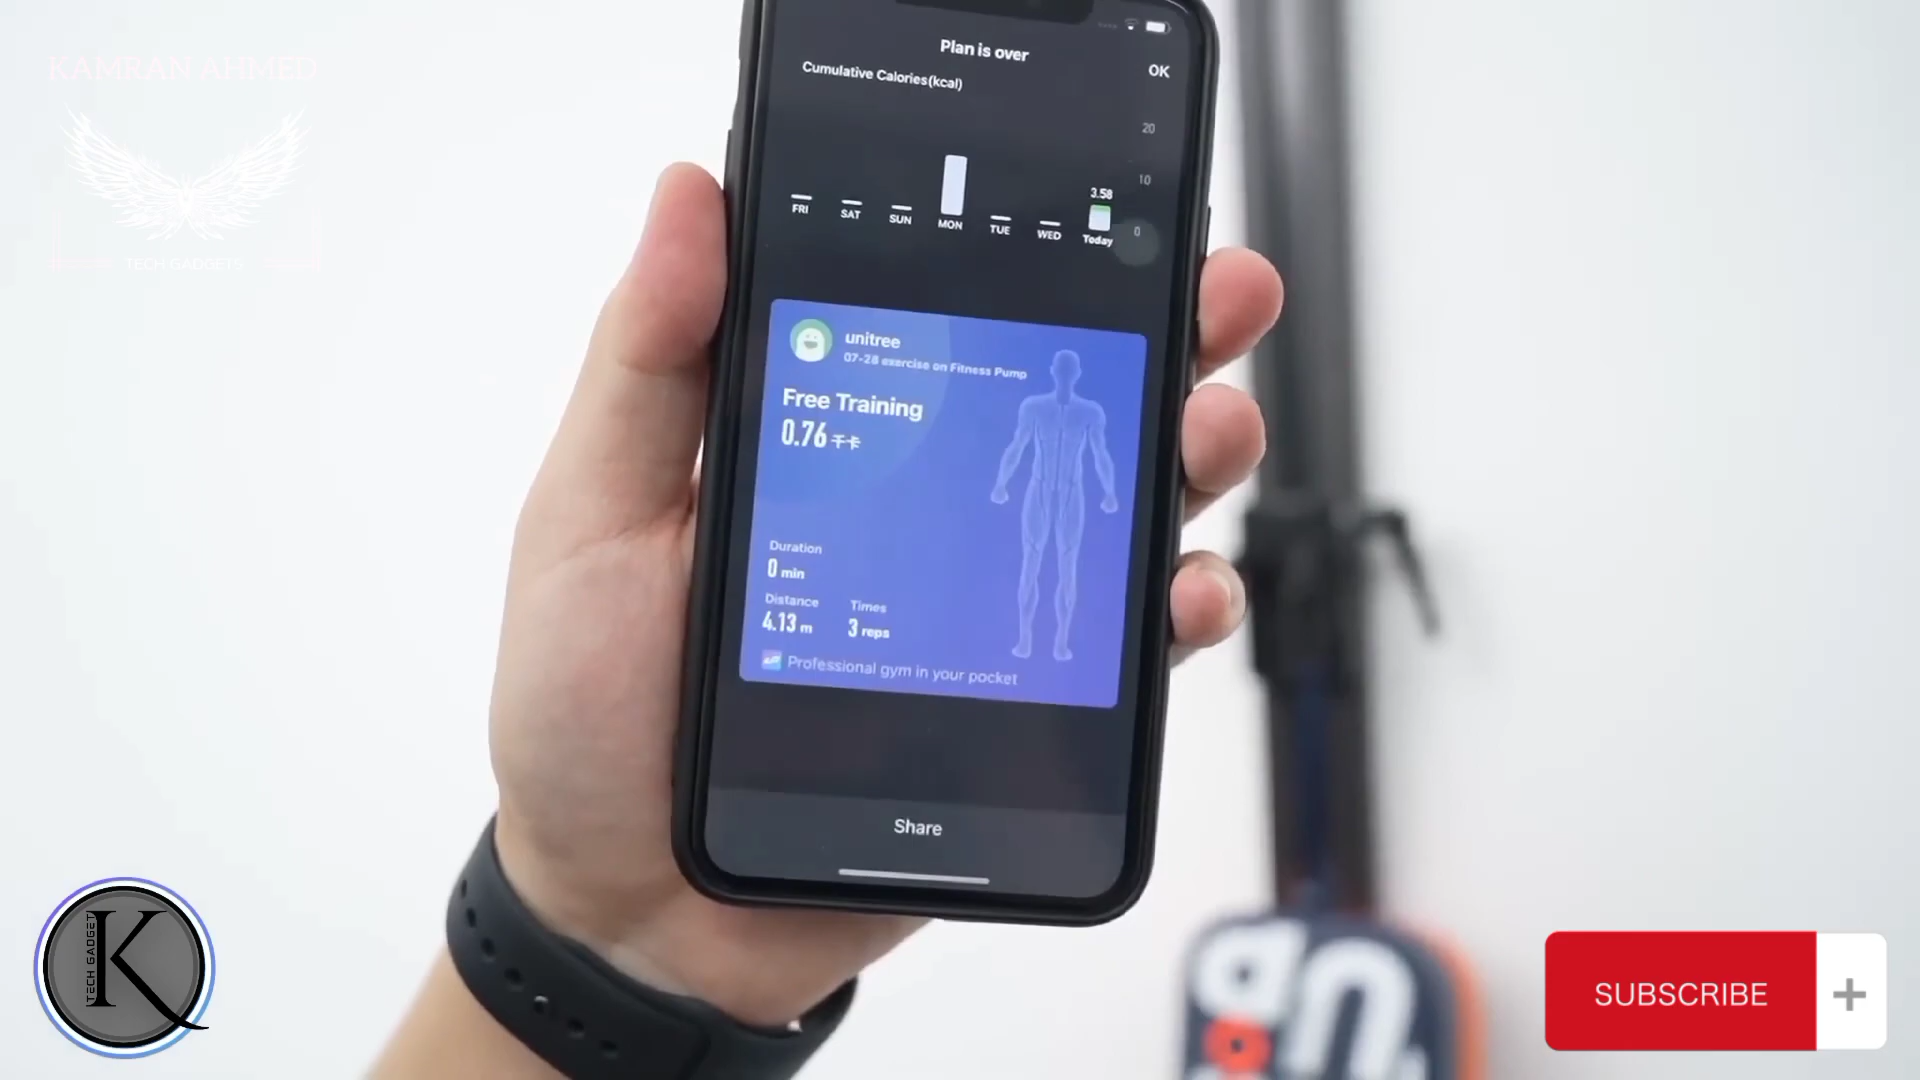 KAMRAN AHMED
TECH GADGETS
Plan is over
OK
Cumulative Calories(kcal)
20
10
0
3.58
FRI
SAT
SUN
MON
TUE
WED
Today
unitree
07-28 exercise on Fitness Pump
Free Training
0.76 千卡
Duration
0 min
Distance
Times
4.13 m
3 reps
Professional gym in your pocket
Share
K
TECH GADGET
SUBSCRIBE
+